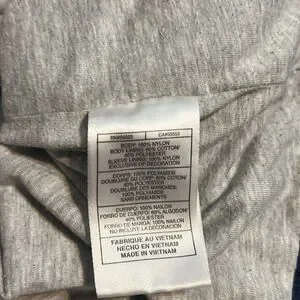 BODY: 100% NYLON
BODY LINING: 60% COTTON/
40% POLYESTER
SLEEVE LINING: 100% NYLON
EXCLUSIVE OF DECORATION
CORPS: 100% POLYAMIDE
DOUBLURE DU CORPS: 60% COTON/
40% POLYESTER
DOUBLURE DES MANCHES:
100% POLYAMIDE
SANS ORNEMENTS
CUERPO: 100% NAILON
FORRO DE CUERPO: 60% ALGODON/
40% POLIESTER
FORRO DE MANGA: 100% NAILON
NO INCLUYE LA DECORACION
FABRIQUE AU VIETNAM
HECHO EN VIETNAM
MADE IN VIETNAM